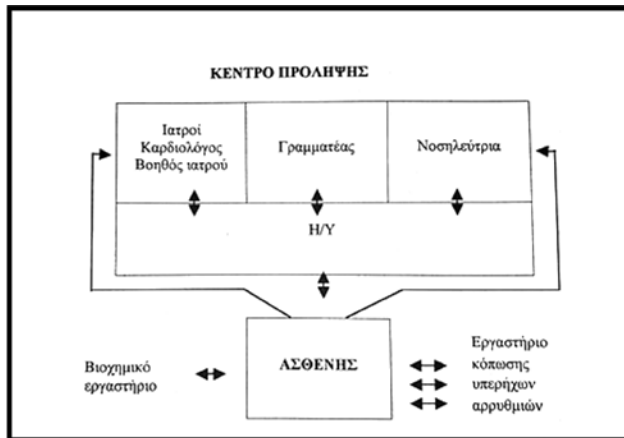 ΚΕΝΤΡΟ ΠΡΟΛΗΨΗΣ
Ιατροί
Καρδιολόγος
Βοηθός ιατρού
Γραμματέας
Νοσηλεύτρια
Η/Υ
Βιοχημικό
εργαστήριο
ΑΣΘΕΝΗΣ
Εργαστήριο
κόπωσης
υπερήχων
αρρυθμιών